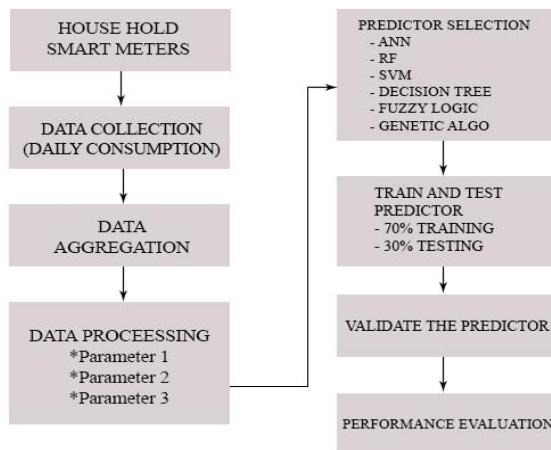 HOUSE HOLD
SMART METERS
DATA COLLECTION
(DAILY CONSUMPTION)
DATA
AGGREGATION
DATA PROCEESSING
*Parameter 1
*Parameter 2
*Parameter 3
PREDICTOR SELECTION
- ANN
- RF
- SVM
- DECISION TREE
- FUZZY LOGIC
- GENETIC ALGO
TRAIN AND TEST
PREDICTOR
- 70% TRAINING
- 30% TESTING
VALIDATE THE PREDICTOR
PERFORMANCE EVALUATION